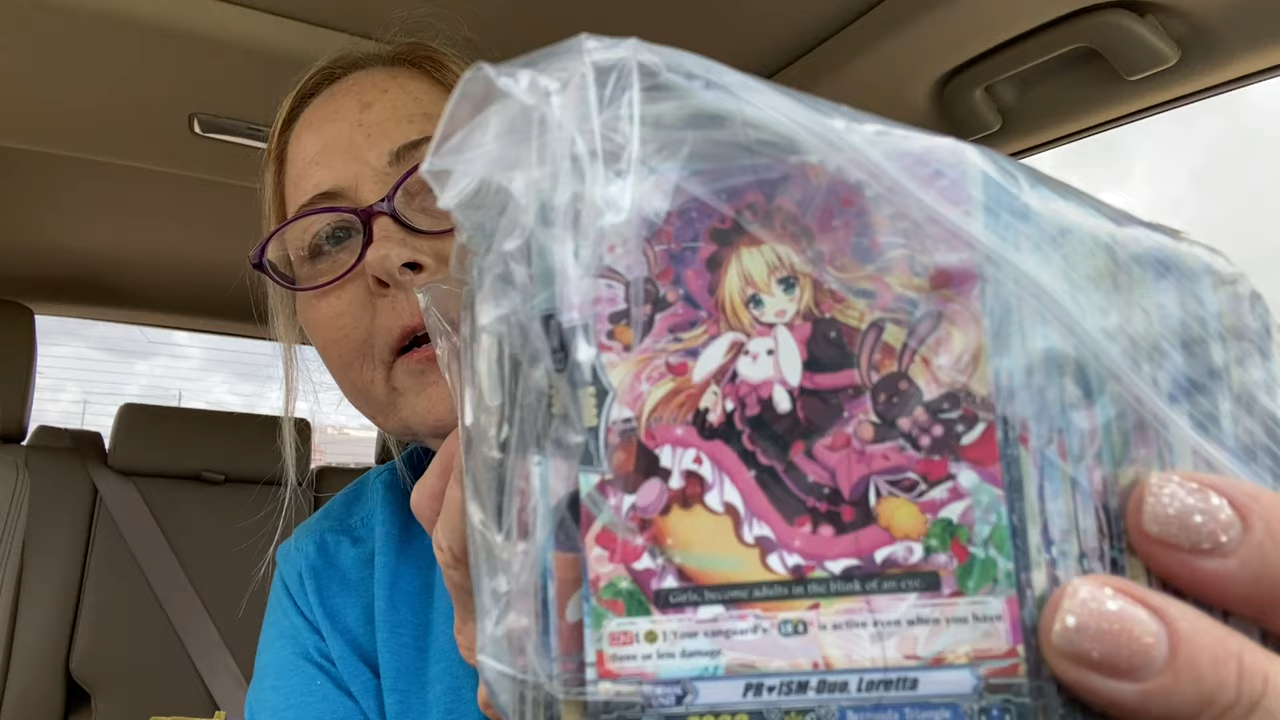 Girls, become adults in the blink of an eye.
Your vanguard's "LB4" is active even when you have
three or less damage.
PR♥ISM-Duo, Loretta
Bermuda Triangle